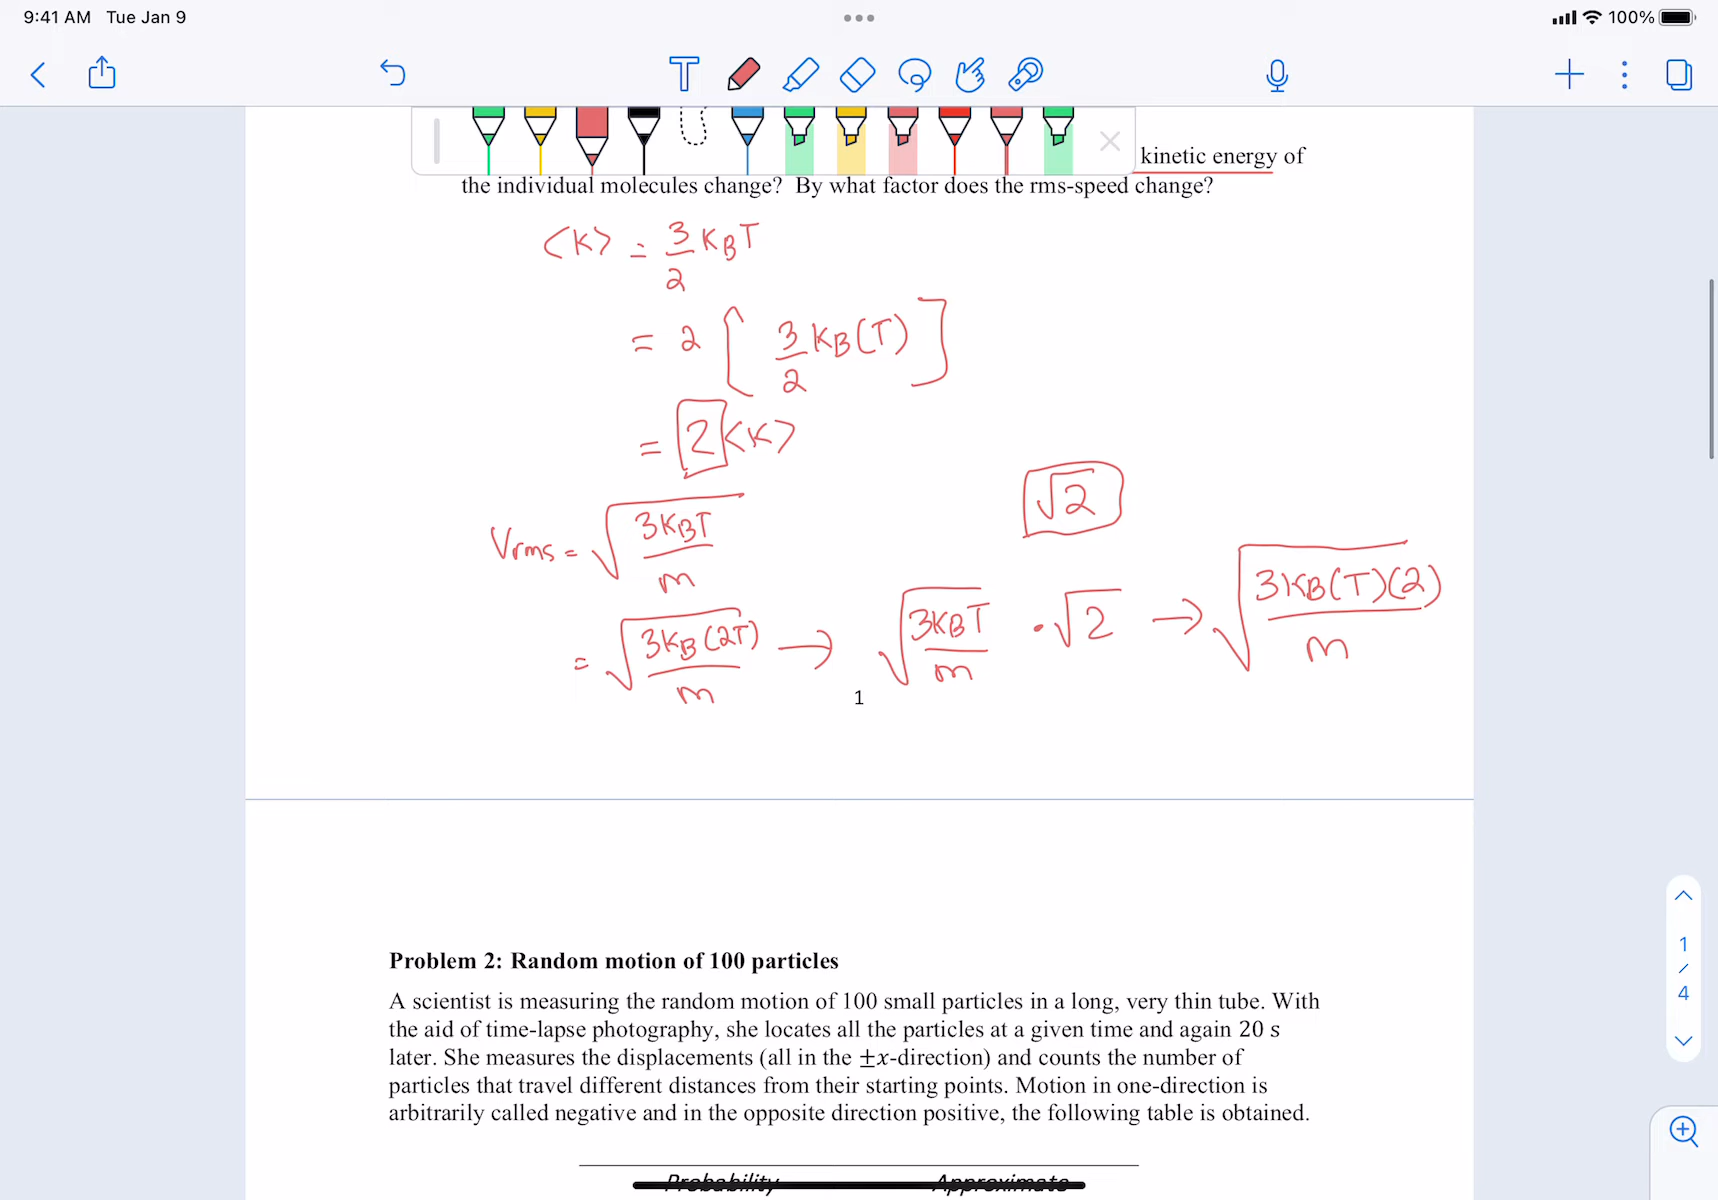 9:41 AM Tue Jan 9
100%
kinetic energy of
the individual molecules change? By what factor does the rms-speed change?
<K> = 3/2 KBT
= 2 [ 3/2 KB(T) ]
= 2<K>
√2
Vrms = √(3KBT/m)
= √(3KB(2T)/m) → √(3KBT/m) · √2 → √(3KB(T)(2)/m)
1
Problem 2: Random motion of 100 particles
A scientist is measuring the random motion of 100 small particles in a long, very thin tube. With
the aid of time-lapse photography, she locates all the particles at a given time and again 20 s
later. She measures the displacements (all in the ±x-direction) and counts the number of
particles that travel different distances from their starting points. Motion in one-direction is
arbitrarily called negative and in the opposite direction positive, the following table is obtained.
Probability Approximate
1
/
4